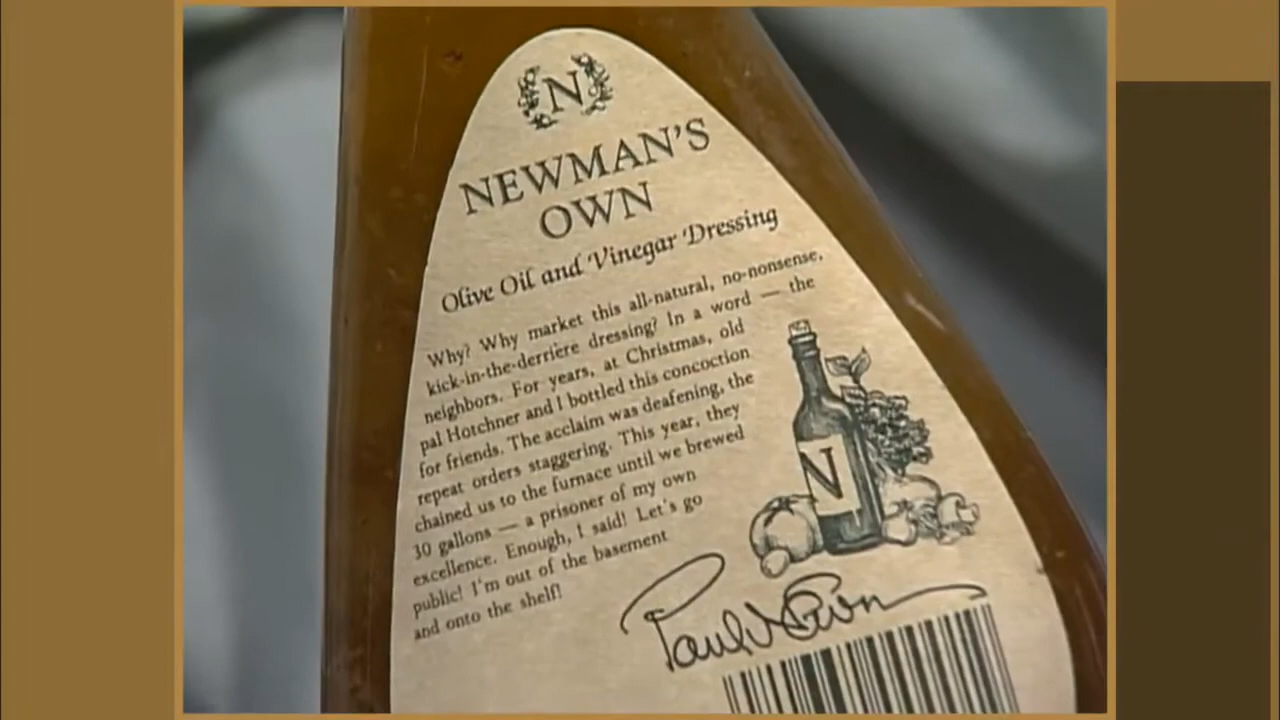 N
NEWMAN'S
OWN
Olive Oil and Vinegar Dressing
Why? Why market this all-natural, no-nonsense,
kick-in-the-derrière dressing? In a word — the
neighbors. For years, at Christmas, old
pal Hotchner and I bottled this concoction
for friends. The acclaim was deafening, the
repeat orders staggering. This year, they
chained us to the furnace until we brewed
30 gallons — a prisoner of my own
excellence. Enough, I said! Let's go
public! I'm out of the basement
and onto the shelf!
N
Paul Newman